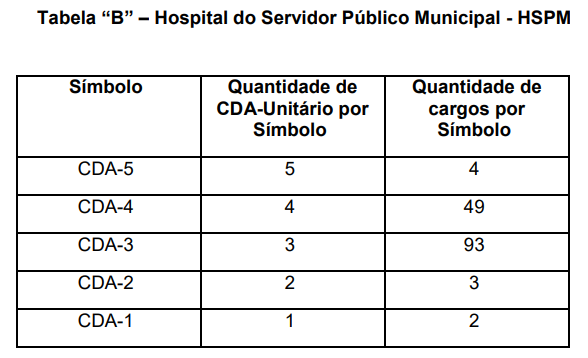 Tabela “B” – Hospital do Servidor Público Municipal - HSPM
Símbolo Quantidade de CDA-Unitário por Símbolo Quantidade de cargos por Símbolo
CDA-5 5 4
CDA-4 4 49
CDA-3 3 93
CDA-2 2 3
CDA-1 1 2